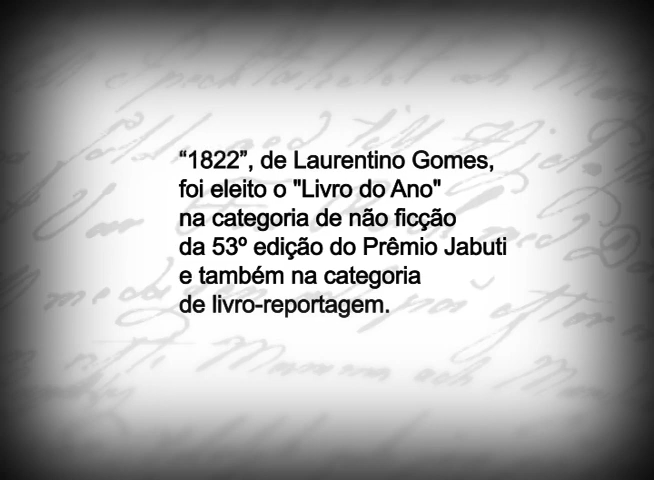 “1822”, de Laurentino Gomes,
foi eleito o "Livro do Ano"
na categoria de não ficção
da 53º edição do Prêmio Jabuti
e também na categoria
de livro-reportagem.